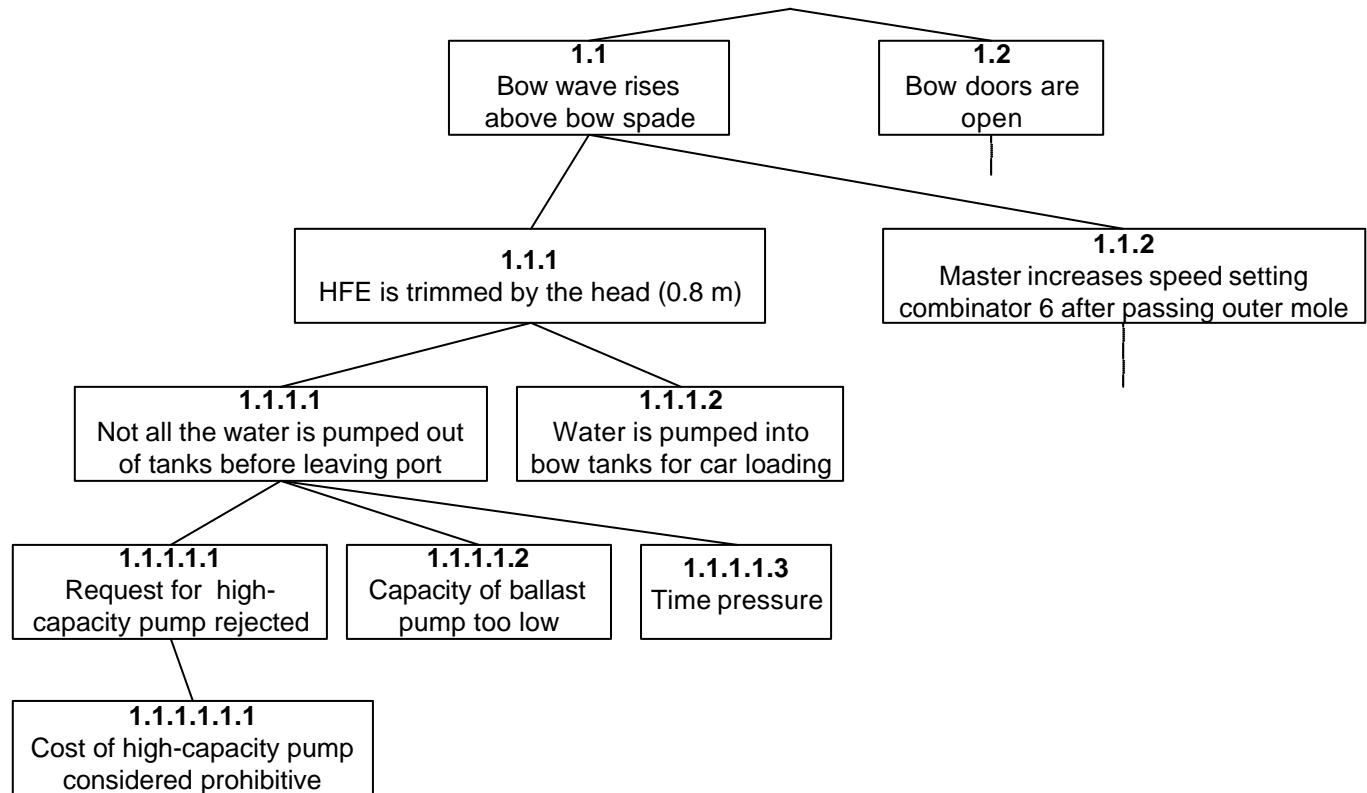 1.1
Bow wave rises
above bow spade
1.2
Bow doors are
open
1.1.1
HFE is trimmed by the head (0.8 m)
1.1.2
Master increases speed setting
combinator 6 after passing outer mole
1.1.1.1
Not all the water is pumped out
of tanks before leaving port
1.1.1.2
Water is pumped into
bow tanks for car loading
1.1.1.1.1
Request for high-
capacity pump rejected
1.1.1.1.2
Capacity of ballast
pump too low
1.1.1.1.3
Time pressure
1.1.1.1.1.1
Cost of high-capacity pump
considered prohibitive